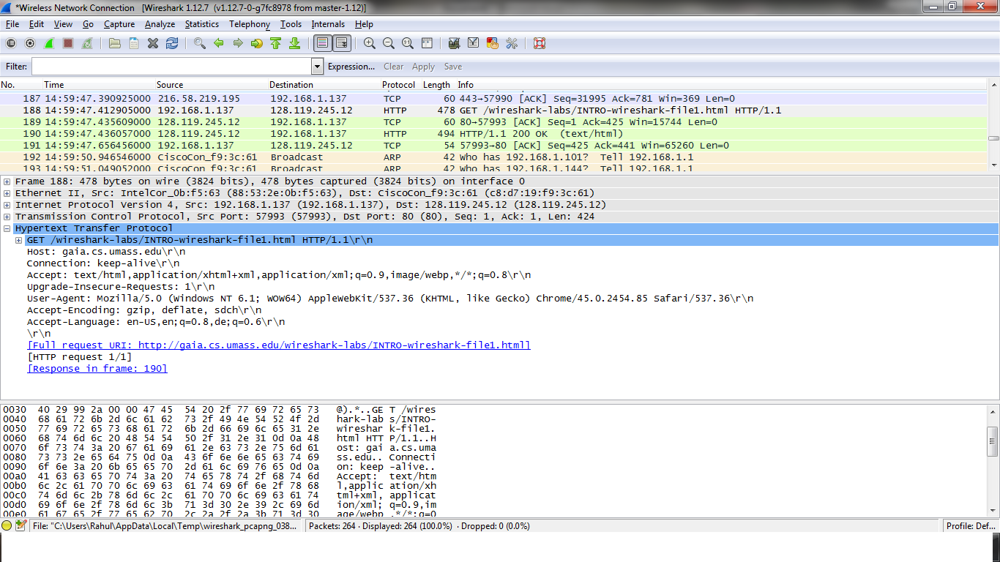 *Wireless Network Connection [Wireshark 1.12.7 (v1.12.7-0-g7fc8978 from master-1.12)]
File Edit View Go Capture Analyze Statistics Telephony Tools Internals Help
Filter: Expression... Clear Apply Save
No. Time Source Destination Protocol Length Info
187 14:59:47.390925000 216.58.219.195 192.168.1.137 TCP 60 443→57990 [ACK] Seq=31995 Ack=781 Win=369 Len=0
188 14:59:47.412905000 192.168.1.137 128.119.245.12 HTTP 478 GET /wireshark-labs/INTRO-wireshark-file1.html HTTP/1.1
189 14:59:47.435609000 128.119.245.12 192.168.1.137 TCP 60 80→57993 [ACK] Seq=1 Ack=425 Win=15744 Len=0
190 14:59:47.436057000 128.119.245.12 192.168.1.137 HTTP 494 HTTP/1.1 200 OK (text/html)
191 14:59:47.656456000 192.168.1.137 128.119.245.12 TCP 54 57993→80 [ACK] Seq=425 Ack=441 Win=65260 Len=0
192 14:59:50.946546000 CiscoCon_f9:3c:61 Broadcast ARP 42 Who has 192.168.1.101? Tell 192.168.1.1
193 14:59:51.049052000 CiscoCon_f9:3c:61 Broadcast ARP 42 Who has 192.168.1.144? Tell 192.168.1.1
Frame 188: 478 bytes on wire (3824 bits), 478 bytes captured (3824 bits) on interface 0
Ethernet II, Src: IntelCor_0b:f5:63 (88:53:2e:0b:f5:63), Dst: CiscoCon_f9:3c:61 (c8:d7:19:f9:3c:61)
Internet Protocol Version 4, Src: 192.168.1.137 (192.168.1.137), Dst: 128.119.245.12 (128.119.245.12)
Transmission Control Protocol, Src Port: 57993 (57993), Dst Port: 80 (80), Seq: 1, Ack: 1, Len: 424
Hypertext Transfer Protocol
GET /wireshark-labs/INTRO-wireshark-file1.html HTTP/1.1\r\n
Host: gaia.cs.umass.edu\r\n
Connection: keep-alive\r\n
Accept: text/html,application/xhtml+xml,application/xml;q=0.9,image/webp,*/*;q=0.8\r\n
Upgrade-Insecure-Requests: 1\r\n
User-Agent: Mozilla/5.0 (Windows NT 6.1; WOW64) AppleWebKit/537.36 (KHTML, like Gecko) Chrome/45.0.2454.85 Safari/537.36\r\n
Accept-Encoding: gzip, deflate, sdch\r\n
Accept-Language: en-US,en;q=0.8,de;q=0.6\r\n
\r\n
[Full request URI: http://gaia.cs.umass.edu/wireshark-labs/INTRO-wireshark-file1.html]
[HTTP request 1/1]
[Response in frame: 190]
0030 40 29 99 2a 00 00 47 45 54 20 2f 77 69 72 65 73 @).*..GE T /wires
0040 68 61 72 6b 2d 6c 61 62 73 2f 49 4e 54 52 4f 2d hark-lab s/INTRO-
0050 77 69 72 65 73 68 61 72 6b 2d 66 69 6c 65 31 2e wireshar k-file1.
0060 68 74 6d 6c 20 48 54 54 50 2f 31 2e 31 0d 0a 48 html HTT P/1.1..H
0070 6f 73 74 3a 20 67 61 69 61 2e 63 73 2e 75 6d 61 ost: gai a.cs.uma
0080 73 73 2e 65 64 75 0d 0a 43 6f 6e 6e 65 63 74 69 ss.edu.. Connecti
0090 6f 6e 3a 20 6b 65 65 70 2d 61 6c 69 76 65 0d 0a on: keep -alive..
00a0 41 63 63 65 70 74 3a 20 74 65 78 74 2f 68 74 6d Accept: text/htm
00b0 6c 2c 61 70 70 6c 69 63 61 74 69 6f 6e 2f 78 68 l,applic ation/xh
00c0 74 6d 6c 2b 78 6d 6c 2c 61 70 70 6c 69 63 61 74 tml+xml, applicat
00d0 69 6f 6e 2f 78 6d 6c 3b 71 3d 30 2e 39 2c 69 6d ion/xml; q=0.9,im
00e0 61 67 65 2f 77 65 62 70 2c 2a 2f 2a 3b 71 3d 30 age/webp ,*/*;q=0
File: "C:\Users\Rahul\AppData\Local\Temp\wireshark_pcapng_038... Packets: 264 · Displayed: 264 (100.0%) · Dropped: 0 (0.0%) Profile: Def...